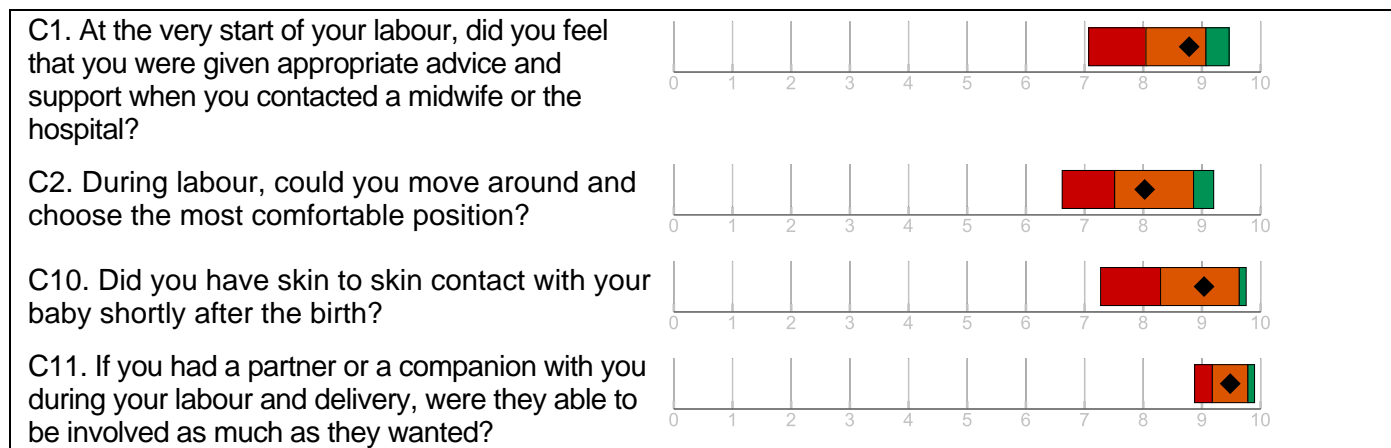 C1. At the very start of your labour, did you feel
that you were given appropriate advice and
support when you contacted a midwife or the
hospital?
0 1 2 3 4 5 6 7 8 9 10
C2. During labour, could you move around and
choose the most comfortable position?
0 1 2 3 4 5 6 7 8 9 10
C10. Did you have skin to skin contact with your
baby shortly after the birth?
0 1 2 3 4 5 6 7 8 9 10
C11. If you had a partner or a companion with you
during your labour and delivery, were they able to
be involved as much as they wanted?
0 1 2 3 4 5 6 7 8 9 10